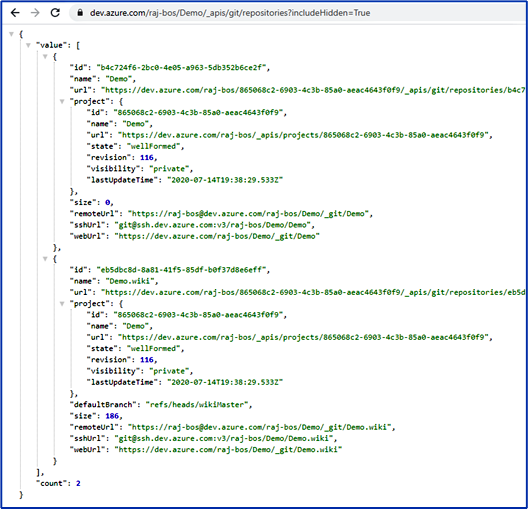 dev.azure.com/raj-bos/Demo/_apis/git/repositories?includeHidden=True
{
"value": [
{
"id": "b4c724f6-2bc0-4e05-a963-5db352b6ce2f",
"name": "Demo",
"url": "https://dev.azure.com/raj-bos/865068c2-6903-4c3b-85a0-aeac4643f0f9/_apis/git/repositories/b4c7
"project": {
"id": "865068c2-6903-4c3b-85a0-aeac4643f0f9",
"name": "Demo",
"url": "https://dev.azure.com/raj-bos/_apis/projects/865068c2-6903-4c3b-85a0-aeac4643f0f9",
"state": "wellFormed",
"revision": 116,
"visibility": "private",
"lastUpdateTime": "2020-07-14T19:38:29.533Z"
},
"size": 0,
"remoteUrl": "https://raj-bos@dev.azure.com/raj-bos/Demo/_git/Demo",
"sshUrl": "git@ssh.dev.azure.com:v3/raj-bos/Demo/Demo",
"webUrl": "https://dev.azure.com/raj-bos/Demo/_git/Demo"
},
{
"id": "eb5dbc8d-8a81-41f5-85df-b0f37d8e6eff",
"name": "Demo.wiki",
"url": "https://dev.azure.com/raj-bos/865068c2-6903-4c3b-85a0-aeac4643f0f9/_apis/git/repositories/eb5d
"project": {
"id": "865068c2-6903-4c3b-85a0-aeac4643f0f9",
"name": "Demo",
"url": "https://dev.azure.com/raj-bos/_apis/projects/865068c2-6903-4c3b-85a0-aeac4643f0f9",
"state": "wellFormed",
"revision": 116,
"visibility": "private",
"lastUpdateTime": "2020-07-14T19:38:29.533Z"
},
"defaultBranch": "refs/heads/wikiMaster",
"size": 186,
"remoteUrl": "https://raj-bos@dev.azure.com/raj-bos/Demo/_git/Demo.wiki",
"sshUrl": "git@ssh.dev.azure.com:v3/raj-bos/Demo/Demo.wiki",
"webUrl": "https://dev.azure.com/raj-bos/Demo/_git/Demo.wiki"
}
],
"count": 2
}